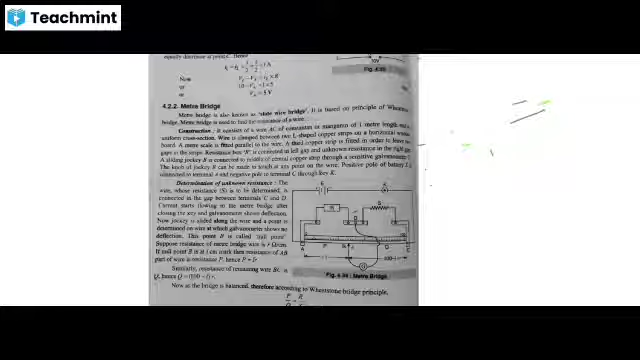 Teachmint
equally determine at point C. Hence
Now
or
or
Fig. 4.35
4.2.2. Metre Bridge
Metre bridge is also known as 'slide wire bridge'. It is based on principle of Wheatstone
bridge. Metre bridge is used to find the resistance of a wire.
Construction : It consists of a wire AC of constantan or manganin of 1 metre length and a
uniform cross-section. Wire is clamped between two L shaped copper strips on a horizontal wooden
board. A metre scale is fitted parallel to the wire. A third copper strip is fitted in order to leave two
gaps in the strips. Resistance box 'R' is connected in left gap and unknown resistance in the right gap.
A sliding jockey B is connected to middle of central copper strip through a sensitive galvanometer.
The knob of jockey B can be made to touch at any point on the wire. Positive pole of battery E is
connected to terminal A and negative pole to terminal C through Key K.
Determination of unknown resistance : The
wire, whose resistance (S) is to be determined, is
connected in the gap between terminals C and D.
Current starts flowing in the metre bridge after
closing the key and galvanometer shows deflection.
Now jockey is slided along the wire and a point is
determined on wire at which galvanometer shows no
deflection. This point B is called 'null point'.
Suppose resistance of metre bridge wire is r Ω/cm.
If null point B is at l cm mark then resistance of AB
part of wire is resistance P, hence P = lr
Similarly, resistance of remaining wire BC is
Q, hence Q = (100 – l) r.
Fig. 4.36 : Metre Bridge
Now as the bridge is balanced, therefore according to Wheatstone bridge principle,